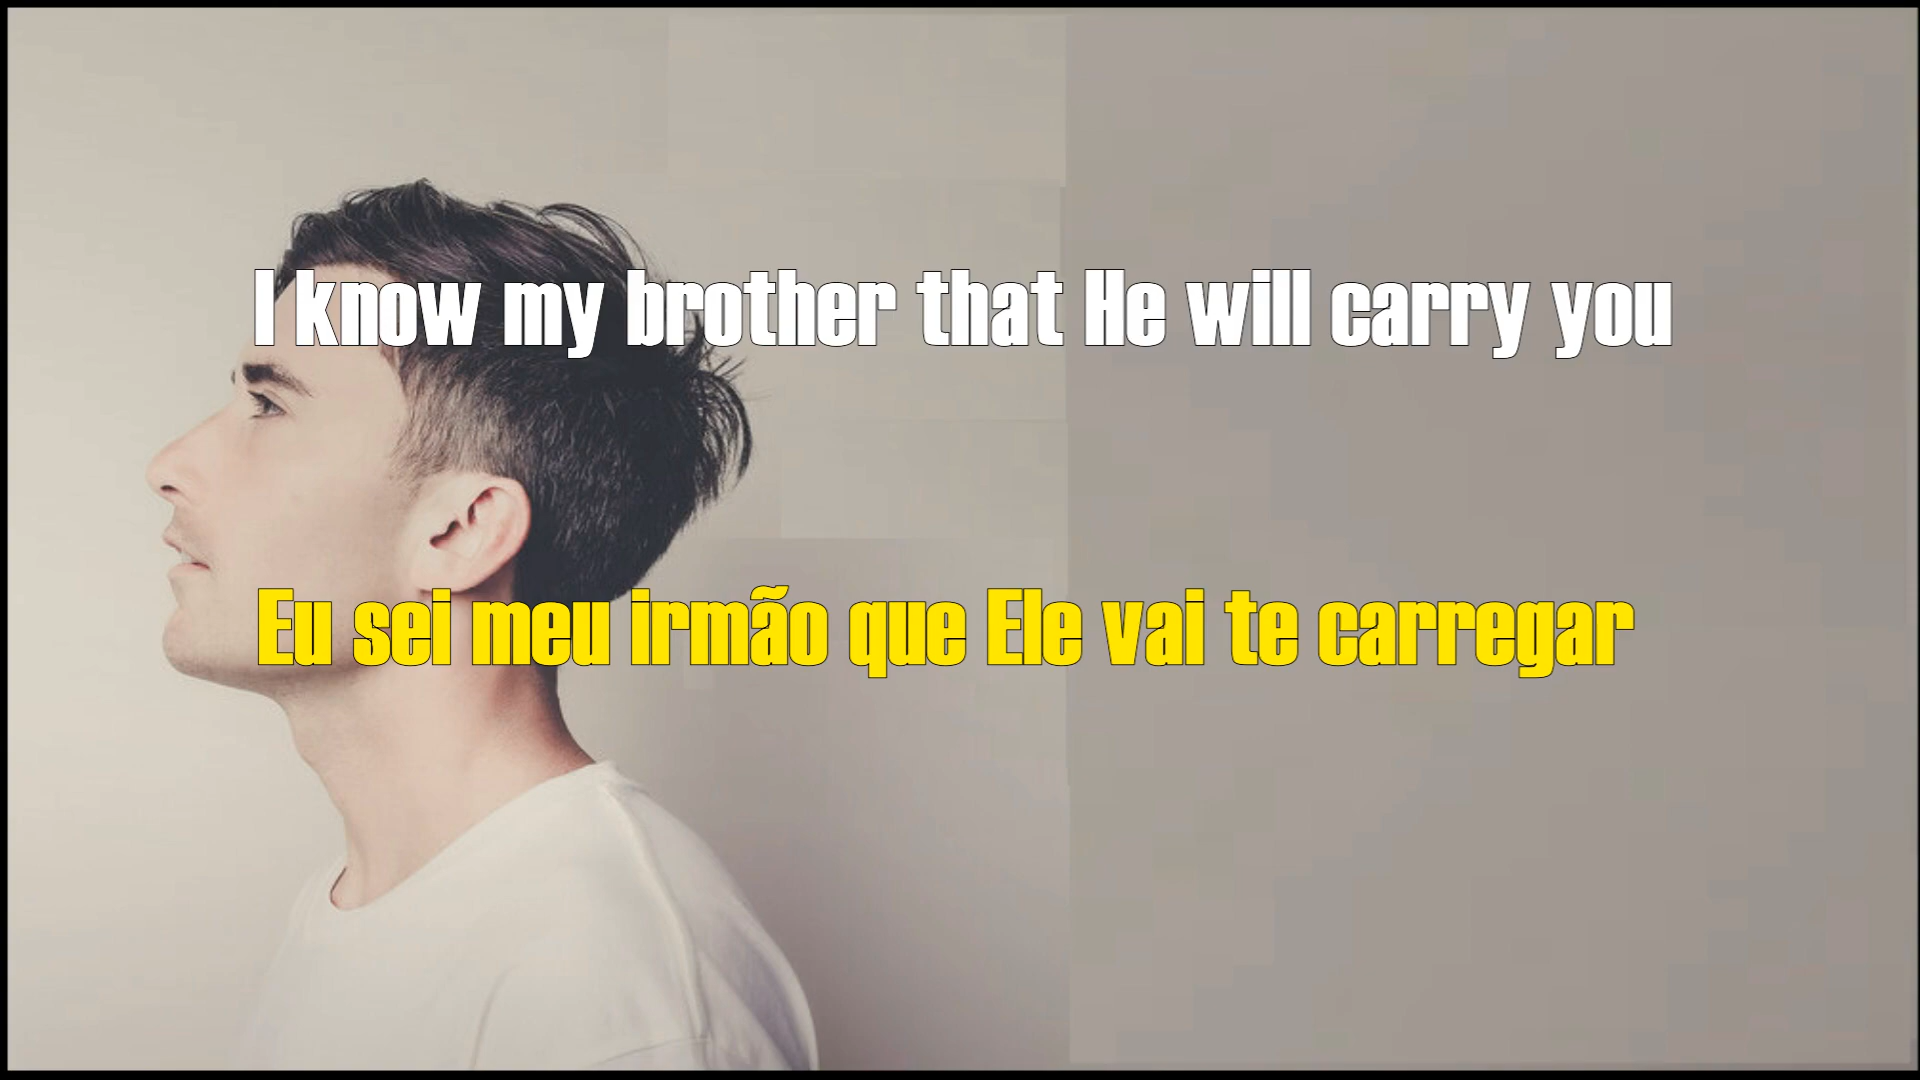 I know my brother that He will carry you
Eu sei meu irmão que Ele vai te carregar